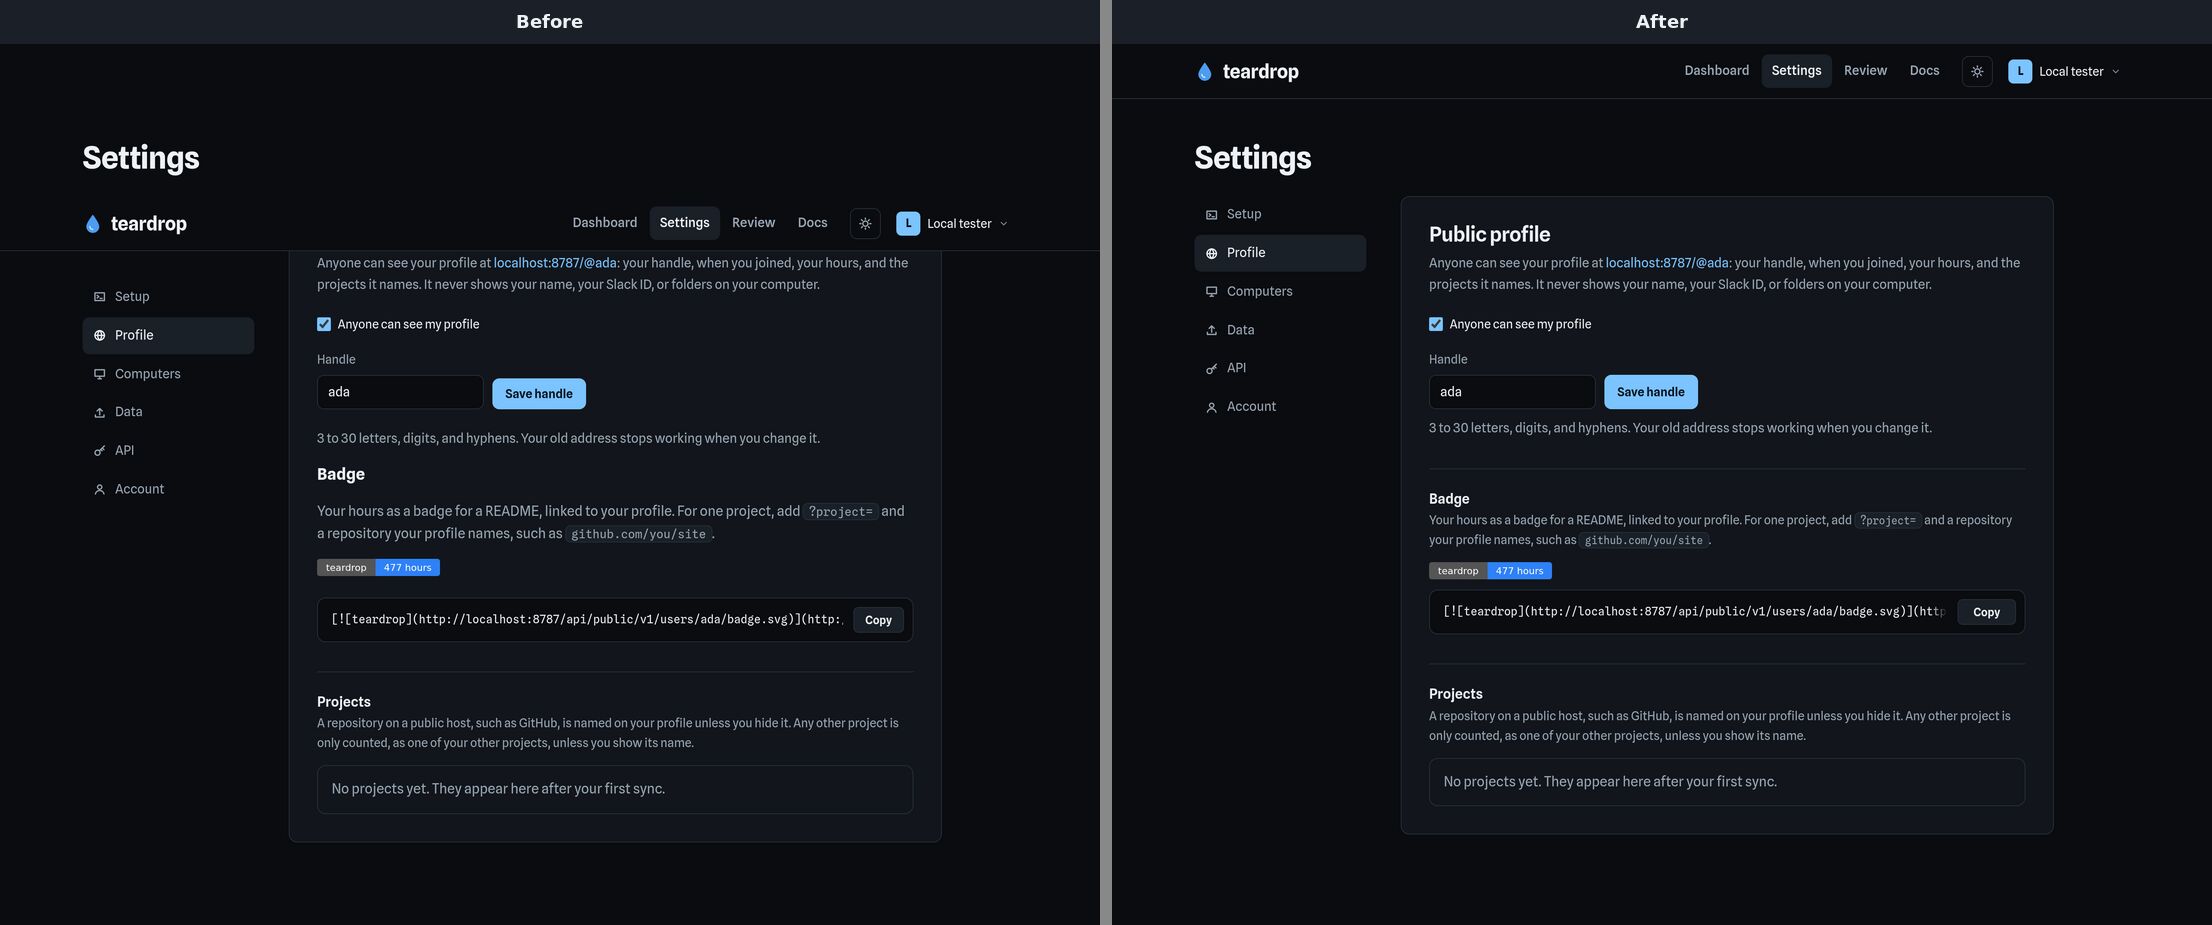 Before
Settings
teardrop
Dashboard Settings Review Docs L Local tester
Setup
Profile
Computers
Data
API
Account
Anyone can see your profile at localhost:8787/@ada: your handle, when you joined, your hours, and the
projects it names. It never shows your name, your Slack ID, or folders on your computer.
Anyone can see my profile
Handle
ada Save handle
3 to 30 letters, digits, and hyphens. Your old address stops working when you change it.
Badge
Your hours as a badge for a README, linked to your profile. For one project, add ?project= and
a repository your profile names, such as github.com/you/site.
teardrop 477 hours
[![teardrop](http://localhost:8787/api/public/v1/users/ada/badge.svg)](http: Copy
Projects
A repository on a public host, such as GitHub, is named on your profile unless you hide it. Any other project is
only counted, as one of your other projects, unless you show its name.
No projects yet. They appear here after your first sync.
After
teardrop
Dashboard Settings Review Docs L Local tester
Settings
Setup
Profile
Computers
Data
API
Account
Public profile
Anyone can see your profile at localhost:8787/@ada: your handle, when you joined, your hours, and the
projects it names. It never shows your name, your Slack ID, or folders on your computer.
Anyone can see my profile
Handle
ada Save handle
3 to 30 letters, digits, and hyphens. Your old address stops working when you change it.
Badge
Your hours as a badge for a README, linked to your profile. For one project, add ?project= and a repository
your profile names, such as github.com/you/site.
teardrop 477 hours
[![teardrop](http://localhost:8787/api/public/v1/users/ada/badge.svg)](http Copy
Projects
A repository on a public host, such as GitHub, is named on your profile unless you hide it. Any other project is
only counted, as one of your other projects, unless you show its name.
No projects yet. They appear here after your first sync.